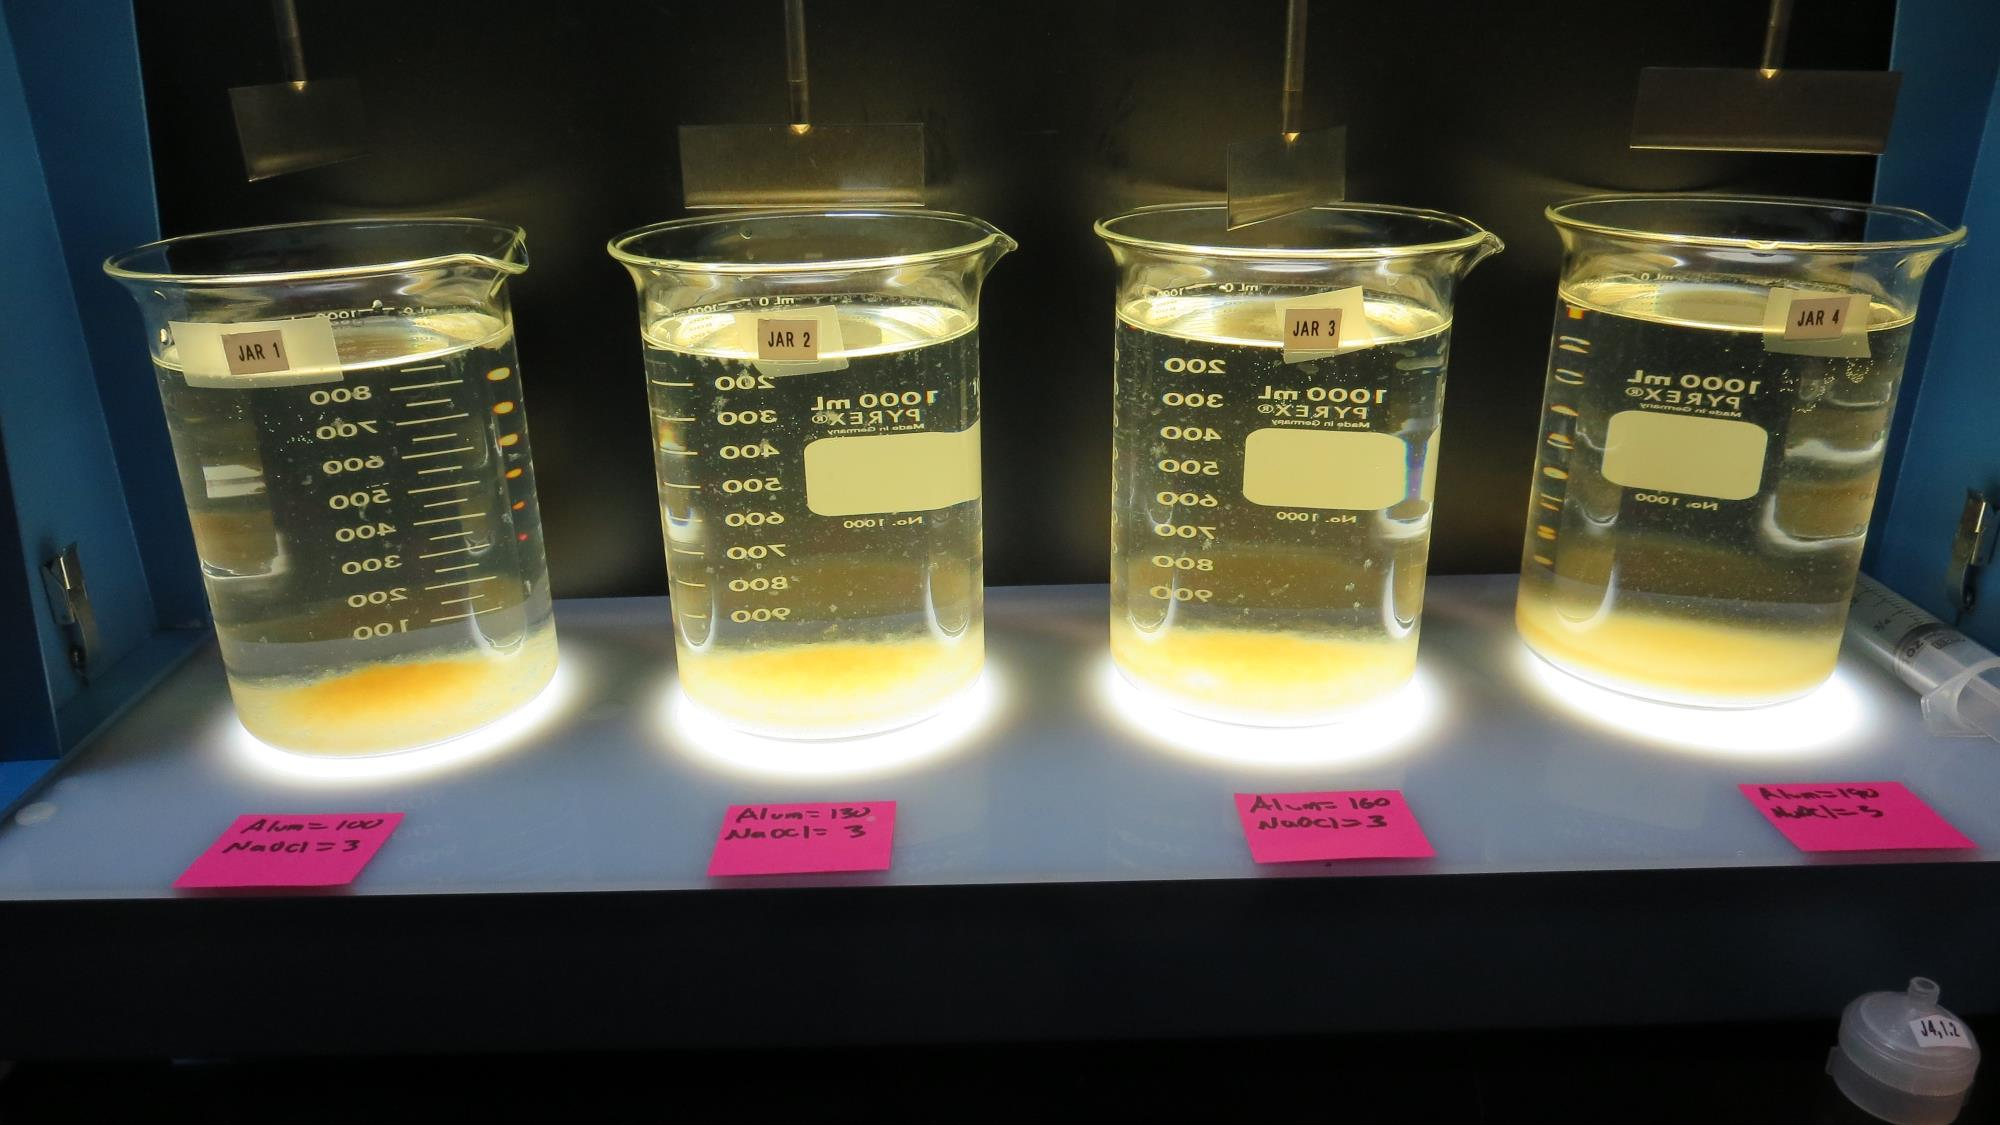 JAR 1
800
700
600
500
400
300
200
100
JAR 2
200
300
400
500
600
700
800
900
1000 mL
PYREX®
Made in Germany
No. 1000
JAR 3
200
300
400
500
600
700
800
900
1000 mL
PYREX®
Made in Germany
No. 1000
JAR 4
1000 mL
PYREX®
Made in Germany
No. 1000
Alum= 100
NaOCl = 3
Alum= 130
NaOCl= 3
Alum= 160
NaOCl= 3
Alum=190
NaOCl=3
J4,1.2